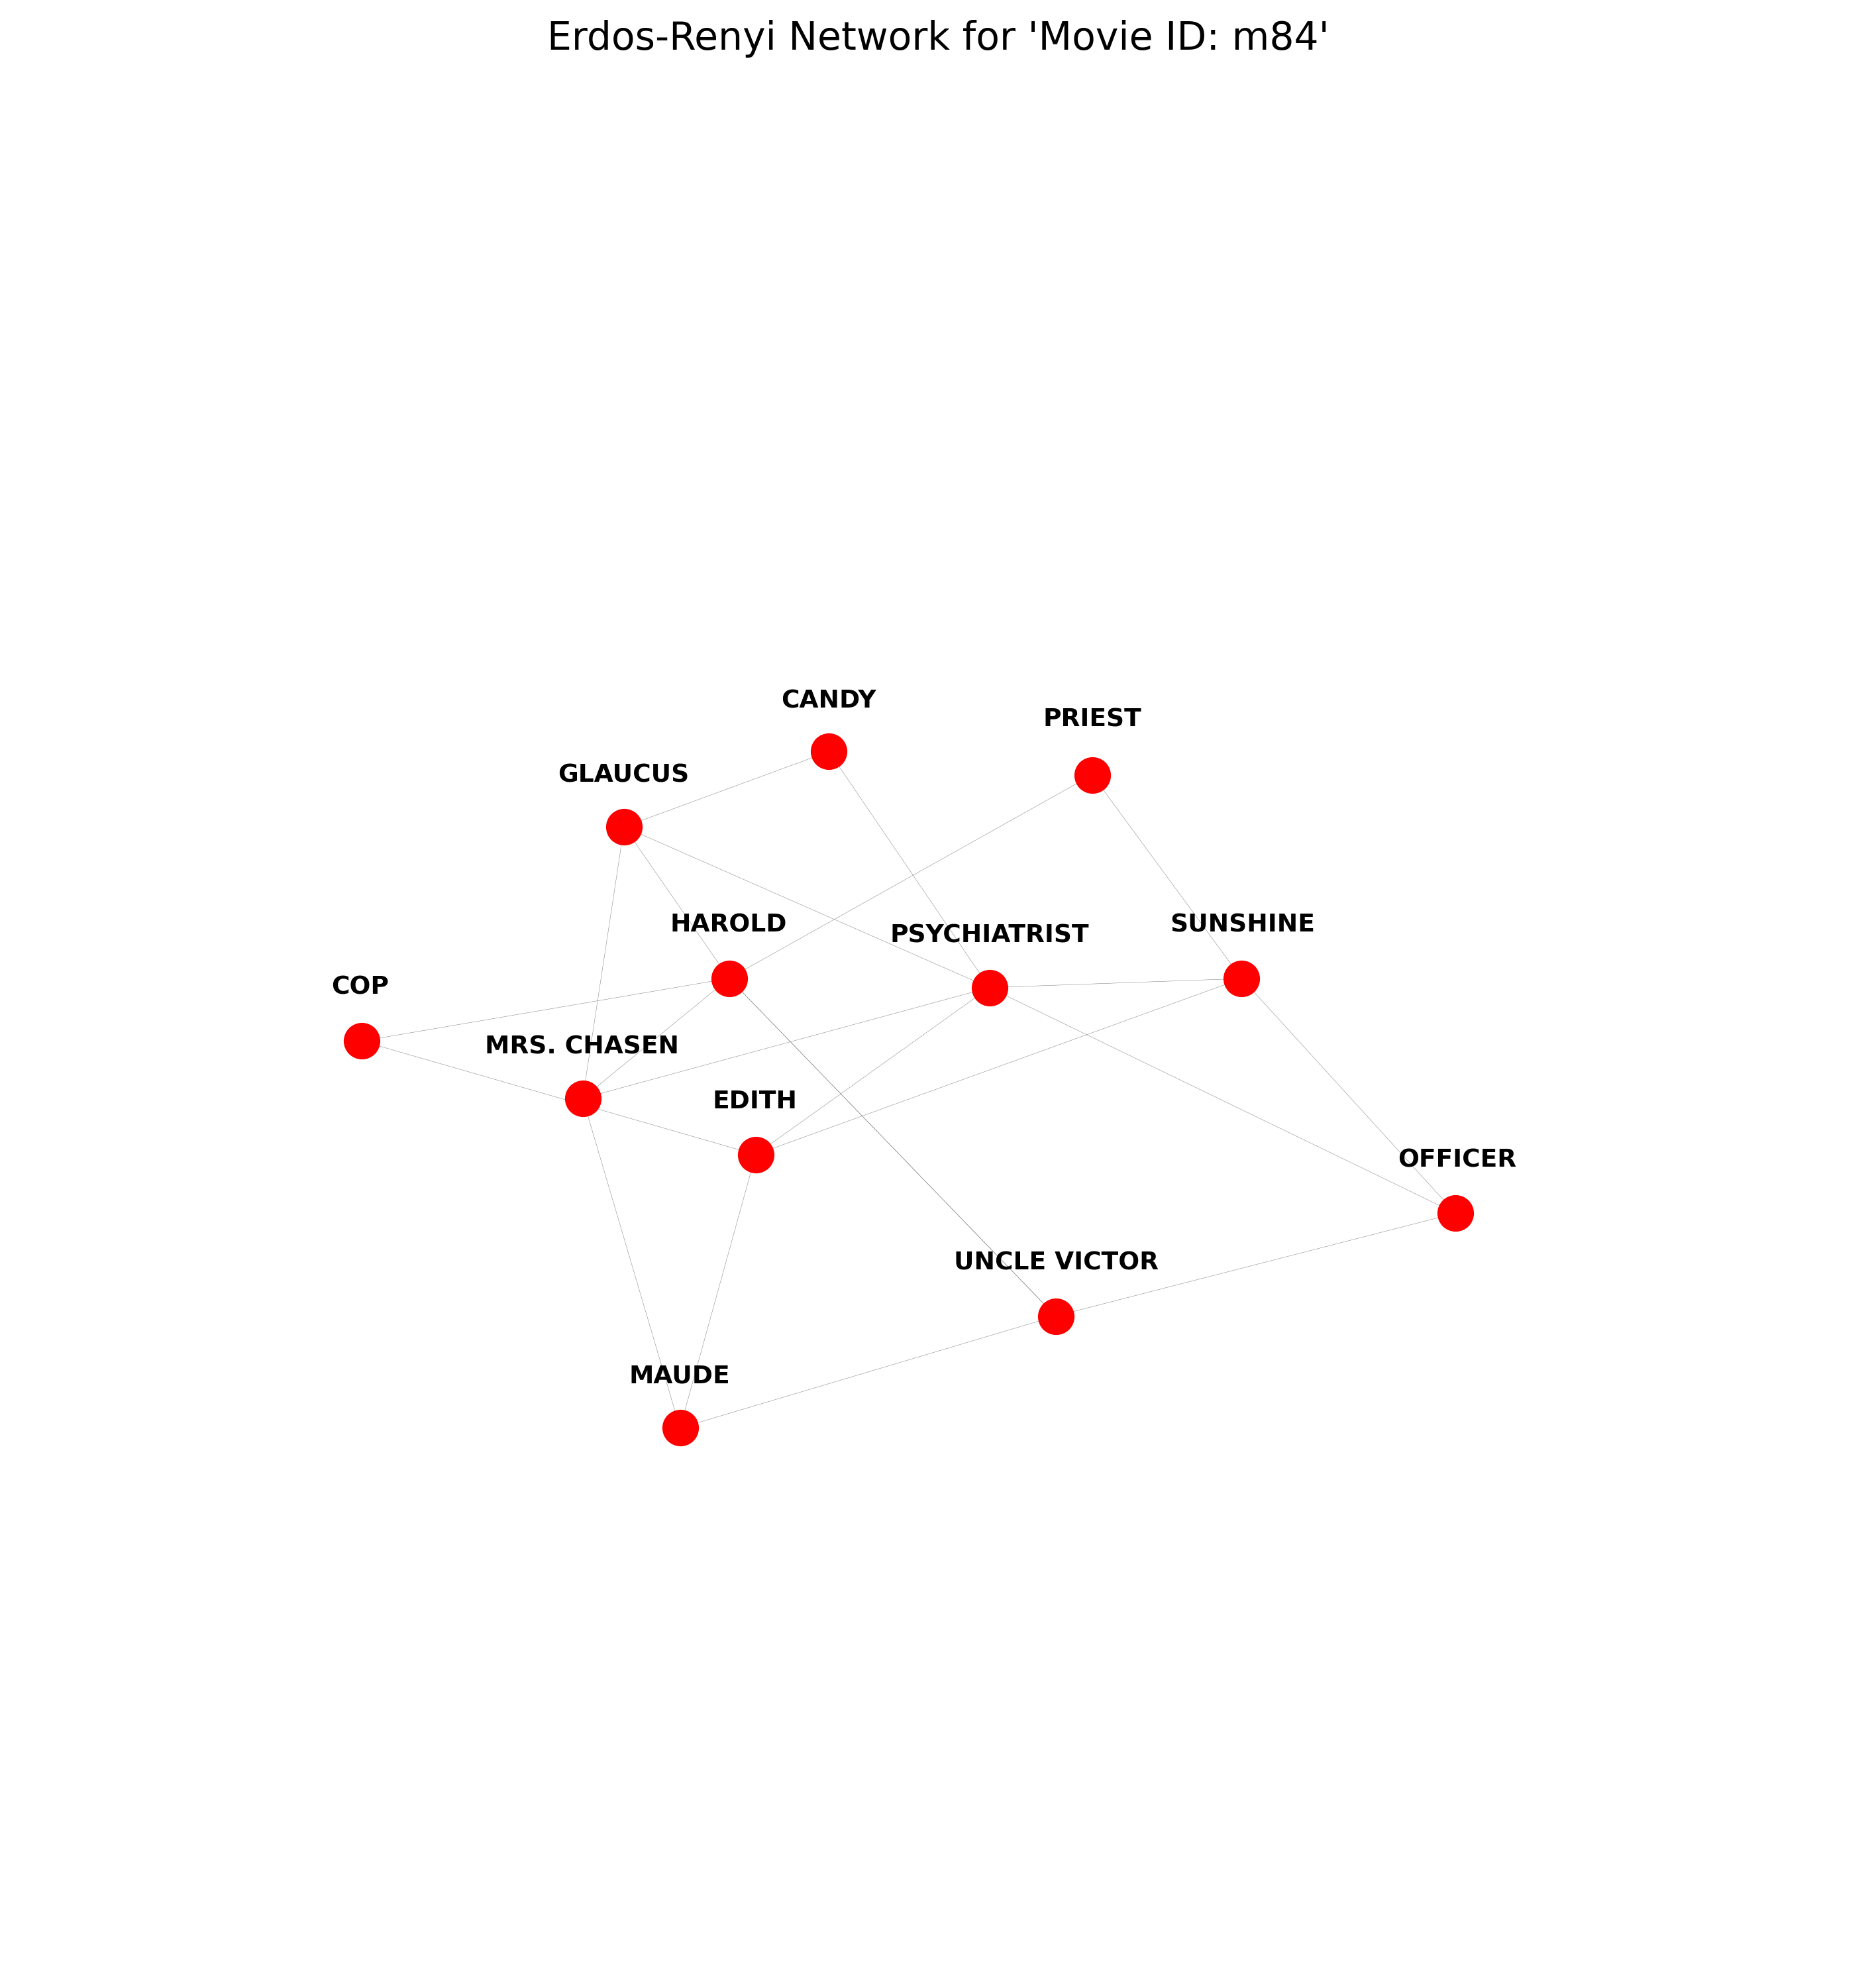 Erdos-Renyi Network for 'Movie ID: m84'
CANDY
PRIEST
GLAUCUS
HAROLD
PSYCHIATRIST
SUNSHINE
COP
MRS. CHASEN
EDITH
OFFICER
UNCLE VICTOR
MAUDE